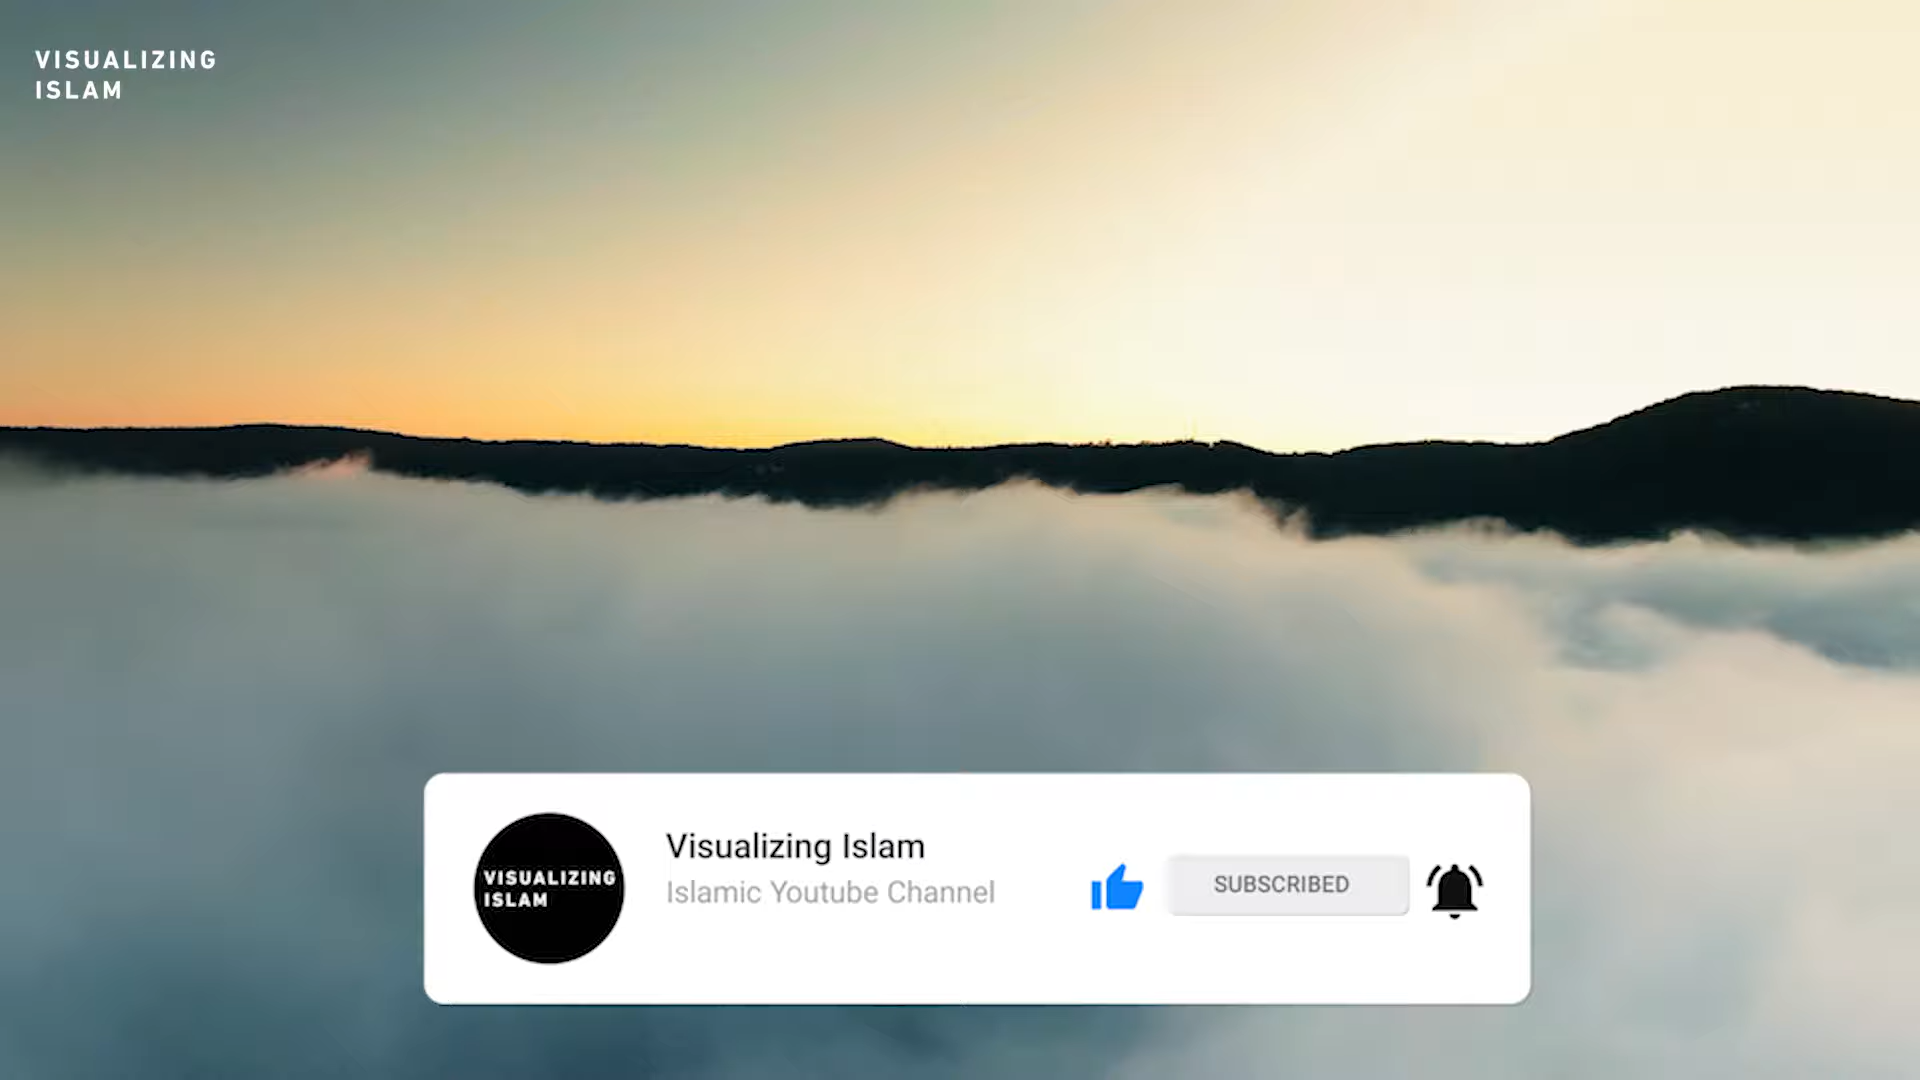 VISUALIZING
ISLAM
VISUALIZING
ISLAM
Visualizing Islam
Islamic Youtube Channel
SUBSCRIBED